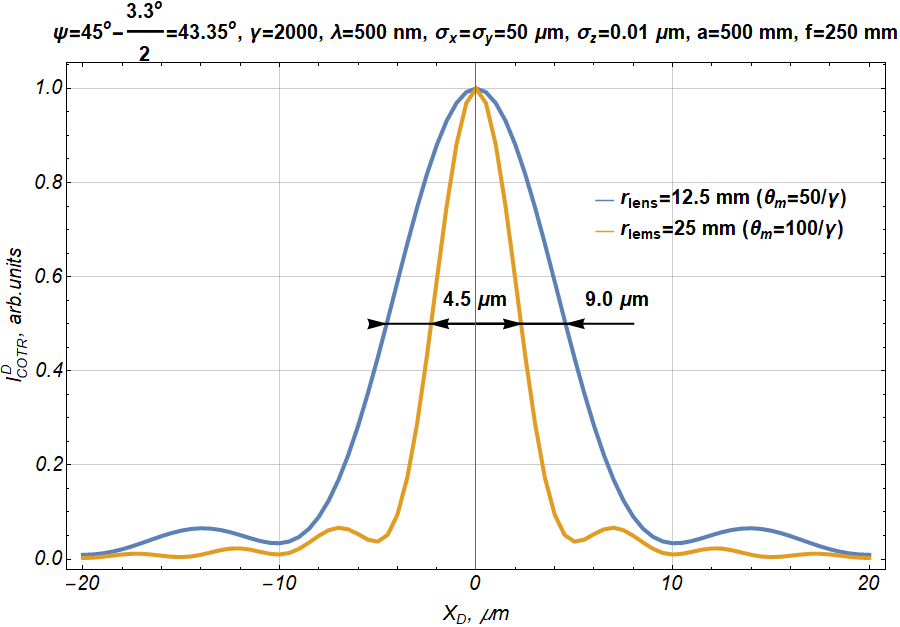 ψ=45°−3.3°/2=43.35°, γ=2000, λ=500 nm, σx=σy=50 μm, σz=0.01 μm, a=500 mm, f=250 mm
1.0
0.8
0.6
0.4
0.2
0.0
I^D_COTR, arb.units
rlens=12.5 mm (θm=50/γ)
rlems=25 mm (θm=100/γ)
4.5 μm
9.0 μm
−20 −10 0 10 20
XD, μm